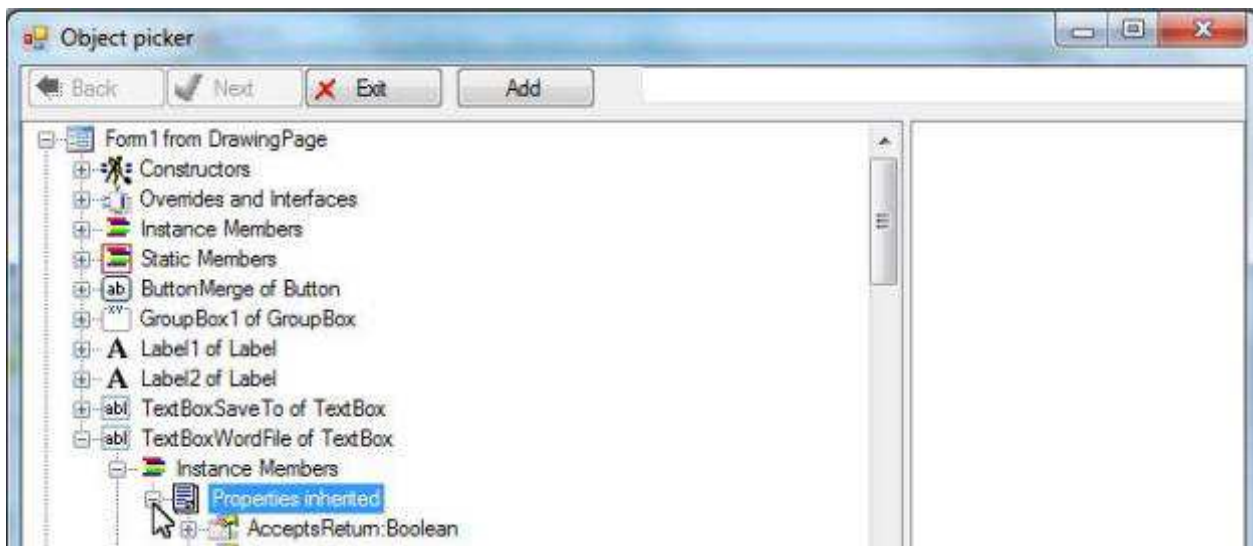 Object picker
Back Next Exit Add
Form1 from DrawingPage
Constructors
Overrides and Interfaces
Instance Members
Static Members
ab ButtonMerge of Button
XY GroupBox1 of GroupBox
A Label1 of Label
A Label2 of Label
abl TextBoxSaveTo of TextBox
abl TextBoxWordFile of TextBox
Instance Members
Properties inherited
AcceptsReturn:Boolean